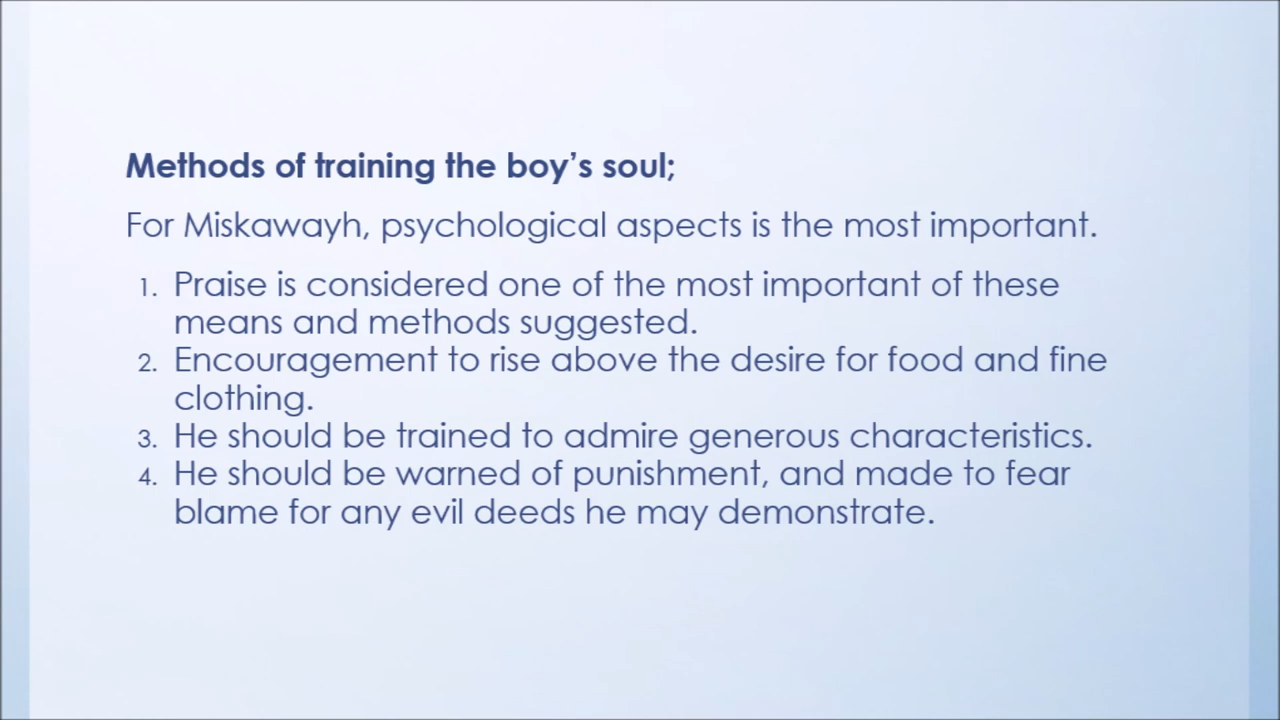 Methods of training the boy’s soul;
For Miskawayh, psychological aspects is the most important.
1. Praise is considered one of the most important of these
means and methods suggested.
2. Encouragement to rise above the desire for food and fine
clothing.
3. He should be trained to admire generous characteristics.
4. He should be warned of punishment, and made to fear
blame for any evil deeds he may demonstrate.